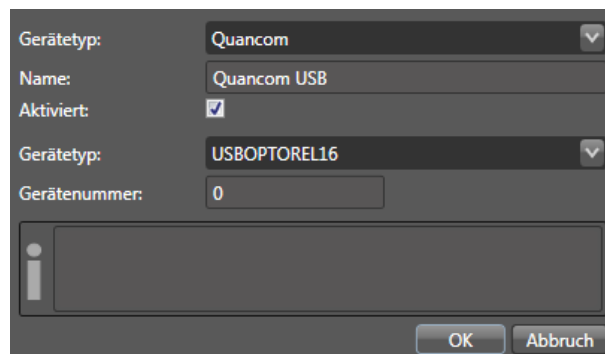 Gerätetyp: Quancom
Name: Quancom USB
Aktiviert:
Gerätetyp: USBOPTOREL16
Gerätenummer: 0
OK Abbruch